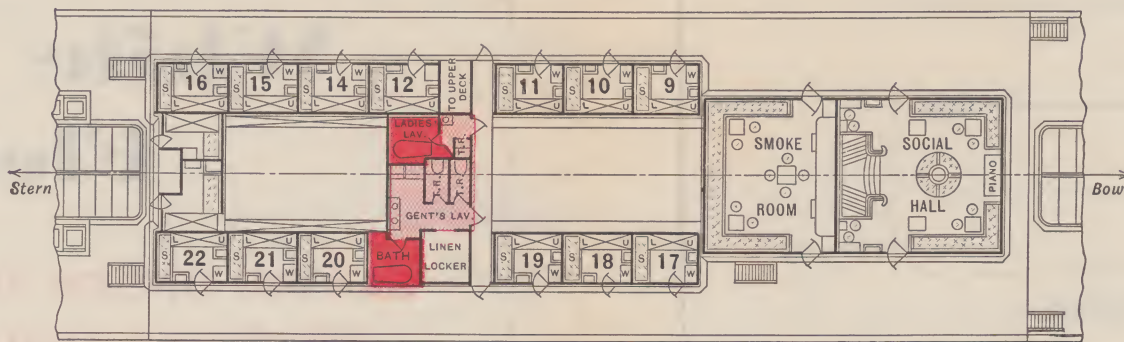 16 S W U
15 S W U
14 S W U
12 S U
TO UPPER DECK
11 S W U
10 S W U
9 S W U
LADIES' LAV.
T.R.
T.R.
T.R.
GENT'S LAV.
BATH
LINEN LOCKER
SMOKE ROOM
SOCIAL HALL
PIANO
Stern
Bow
22 S W U
21 S W U
20 S W U
19 S W U
18 S W U
17 S W U